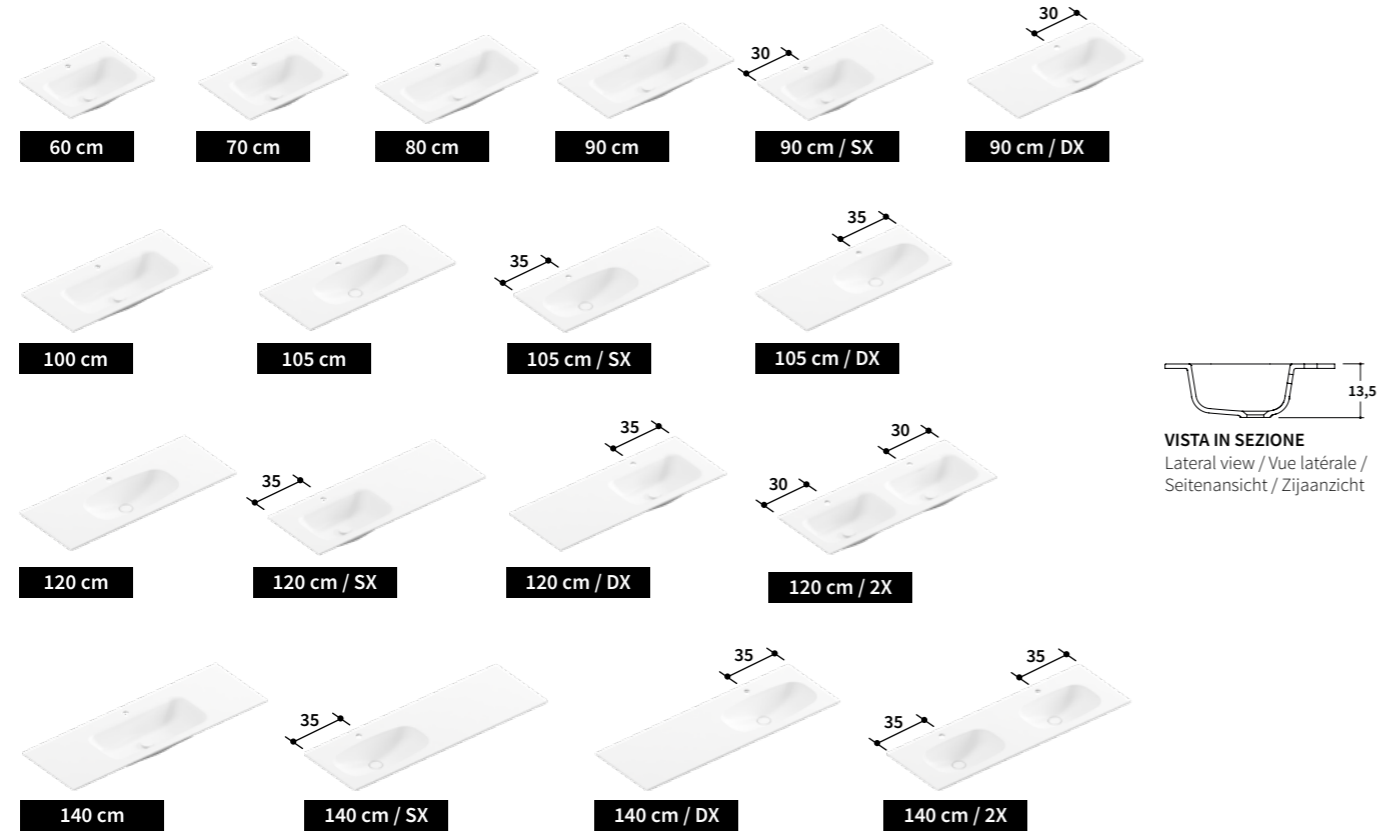 30
30
60 cm
70 cm
80 cm
90 cm
90 cm / SX
90 cm / DX
35
35
100 cm
105 cm
105 cm / SX
105 cm / DX
13,5
VISTA IN SEZIONE
Lateral view / Vue latérale /
Seitenansicht / Zijaanzicht
35
35
30
30
120 cm
120 cm / SX
120 cm / DX
120 cm / 2X
35
35
35
35
140 cm
140 cm / SX
140 cm / DX
140 cm / 2X